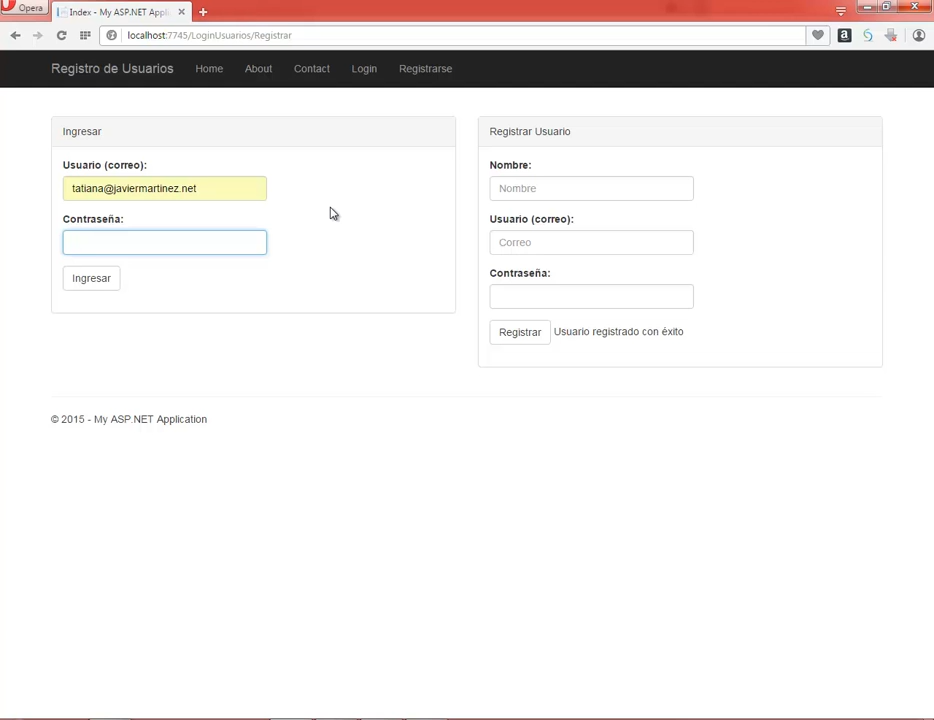 Opera
Index - My ASP.NET Appli
localhost:7745/LoginUsuarios/Registrar
Registro de Usuarios
Home
About
Contact
Login
Registrarse
Ingresar
Usuario (correo):
tatiana@javiermartinez.net
Contraseña:
Ingresar
Registrar Usuario
Nombre:
Nombre
Usuario (correo):
Correo
Contraseña:
Registrar
Usuario registrado con éxito
© 2015 - My ASP.NET Application